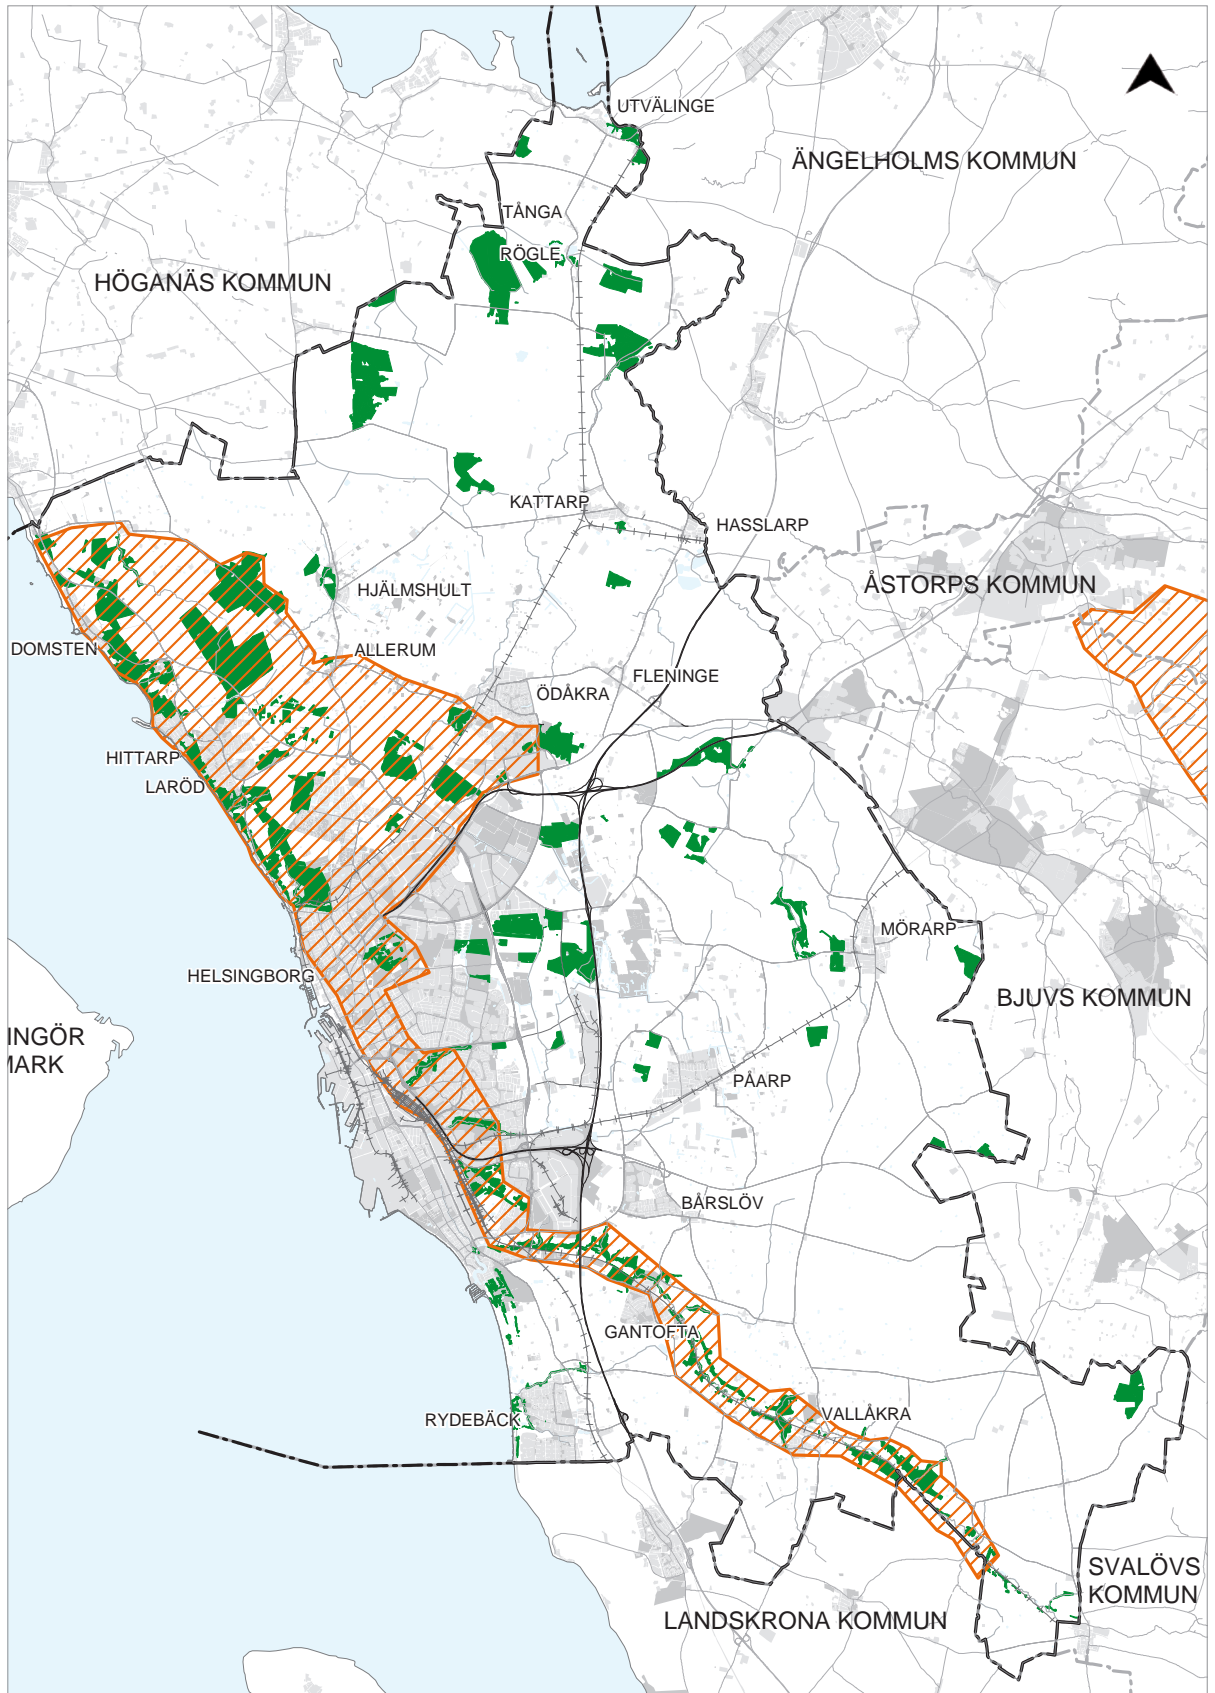 UTVÄLINGE
ÄNGELHOLMS KOMMUN
TÅNGA
RÖGLE
HÖGANÄS KOMMUN
KATTARP
HASSLARP
ÅSTORPS KOMMUN
HJÄLMSHULT
DOMSTEN
ALLERUM
FLENINGE
ÖDÅKRA
HITTARP
LARÖD
MÖRARP
HELSINGBORG
BJUVS KOMMUN
INGÖR
MARK
PÅARP
BÅRSLÖV
GANTOFTA
VALLÅKRA
RYDEBÄCK
SVALÖVS
KOMMUN
LANDSKRONA KOMMUN